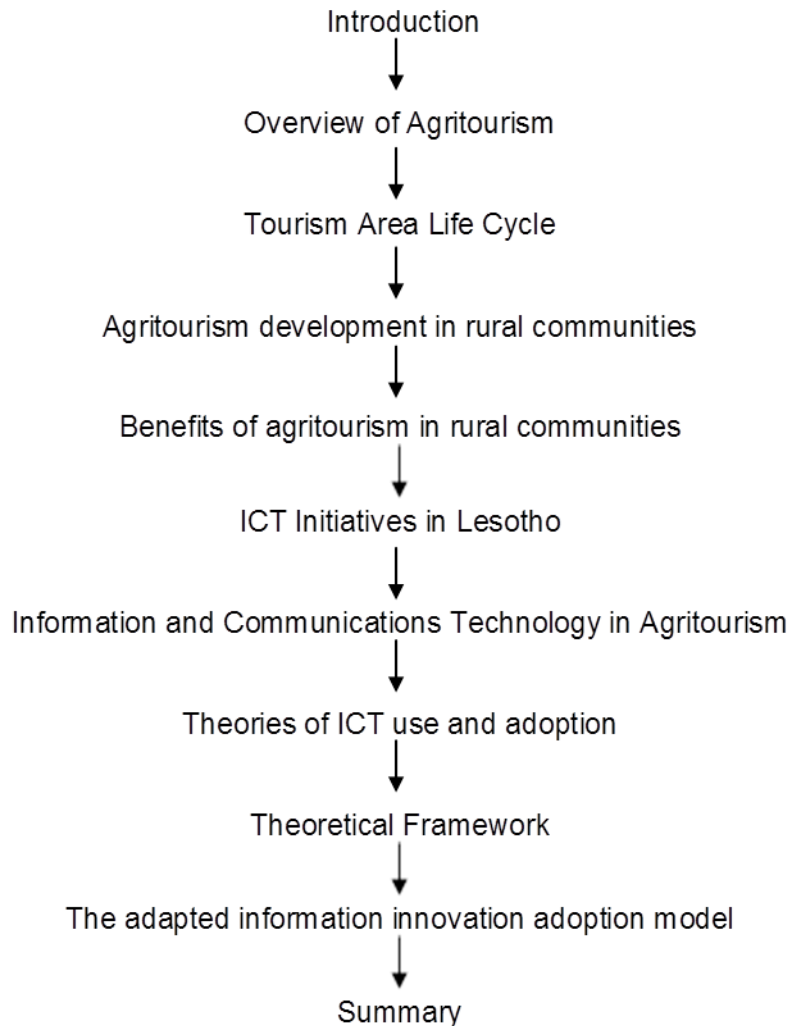 Introduction
Overview of Agritourism
Tourism Area Life Cycle
Agritourism development in rural communities
Benefits of agritourism in rural communities
ICT Initiatives in Lesotho
Information and Communications Technology in Agritourism
Theories of ICT use and adoption
Theoretical Framework
The adapted information innovation adoption model
Summary